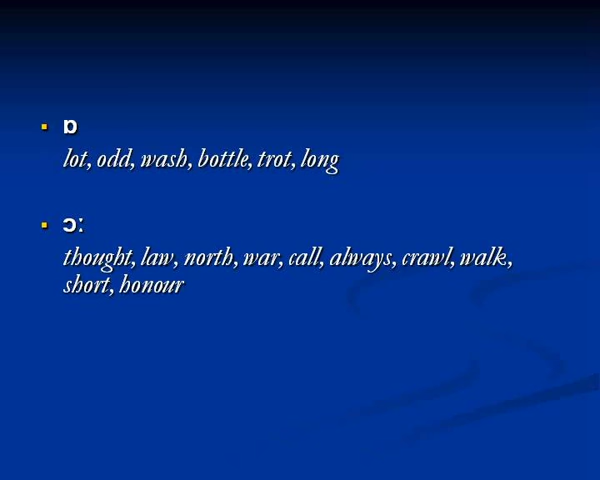 ɒ
lot, odd, wash, bottle, trot, long
ɔː
thought, law, north, war, call, always, crawl, walk,
short, honour